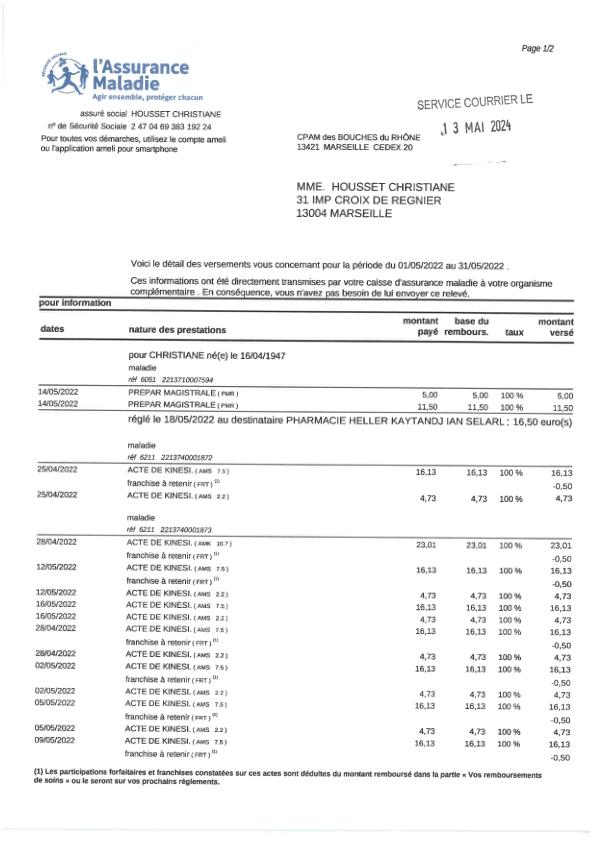 Page 1/2
SÉCURITÉ SOCIALE
l'Assurance
Maladie
Agir ensemble, protéger chacun
SERVICE COURRIER LE
13 MAI 2024
assuré social HOUSSET CHRISTIANE
n° de Sécurité Sociale 2 47 04 69 383 192 24
Pour toutes vos démarches, utilisez le compte ameli
ou l'application ameli pour smartphone
CPAM des BOUCHES du RHÔNE
13421 MARSEILLE CEDEX 20
MME. HOUSSET CHRISTIANE
31 IMP CROIX DE REGNIER
13004 MARSEILLE
Voici le détail des versements vous concernant pour la période du 01/05/2022 au 31/05/2022 .
Ces informations ont été directement transmises par votre caisse d'assurance maladie à votre organisme
complémentaire . En conséquence, vous n'avez pas besoin de lui envoyer ce relevé.
pour information
dates nature des prestations montant payé base du rembours. taux montant versé
pour CHRISTIANE né(e) le 16/04/1947
maladie
réf 6051 2213710007594
14/05/2022 PREPAR MAGISTRALE ( PMR ) 5,00 5,00 100 % 5,00
14/05/2022 PREPAR MAGISTRALE ( PMR ) 11,50 11,50 100 % 11,50
réglé le 18/05/2022 au destinataire PHARMACIE HELLER KAYTANDJ IAN SELARL : 16,50 euro(s)
maladie
réf 6211 2213740001872
25/04/2022 ACTE DE KINESI. ( AMS 7.5 ) 16,13 16,13 100 % 16,13
franchise à retenir ( FRT ) (1) -0,50
25/04/2022 ACTE DE KINESI. ( AMS 2.2 ) 4,73 4,73 100 % 4,73
maladie
réf 6211 2213740001873
28/04/2022 ACTE DE KINESI. ( AMK 10.7 ) 23,01 23,01 100 % 23,01
franchise à retenir ( FRT ) (1) -0,50
12/05/2022 ACTE DE KINESI. ( AMS 7.5 ) 16,13 16,13 100 % 16,13
franchise à retenir ( FRT ) (1) -0,50
12/05/2022 ACTE DE KINESI. ( AMS 2.2 ) 4,73 4,73 100 % 4,73
16/05/2022 ACTE DE KINESI. ( AMS 7.5 ) 16,13 16,13 100 % 16,13
16/05/2022 ACTE DE KINESI. ( AMS 2.2 ) 4,73 4,73 100 % 4,73
28/04/2022 ACTE DE KINESI. ( AMS 7.5 ) 16,13 16,13 100 % 16,13
franchise à retenir ( FRT ) (1) -0,50
28/04/2022 ACTE DE KINESI. ( AMS 2.2 ) 4,73 4,73 100 % 4,73
02/05/2022 ACTE DE KINESI. ( AMS 7.5 ) 16,13 16,13 100 % 16,13
franchise à retenir ( FRT ) (1) -0,50
02/05/2022 ACTE DE KINESI. ( AMS 2.2 ) 4,73 4,73 100 % 4,73
05/05/2022 ACTE DE KINESI. ( AMS 7.5 ) 16,13 16,13 100 % 16,13
franchise à retenir ( FRT ) (1) -0,50
05/05/2022 ACTE DE KINESI. ( AMS 2.2 ) 4,73 4,73 100 % 4,73
09/05/2022 ACTE DE KINESI. ( AMS 7.5 ) 16,13 16,13 100 % 16,13
franchise à retenir ( FRT ) (1) -0,50
(1) Les participations forfaitaires et franchises constatées sur ces actes sont déduites du montant remboursé dans la partie « Vos remboursements
de soins » ou le seront sur vos prochains règlements.